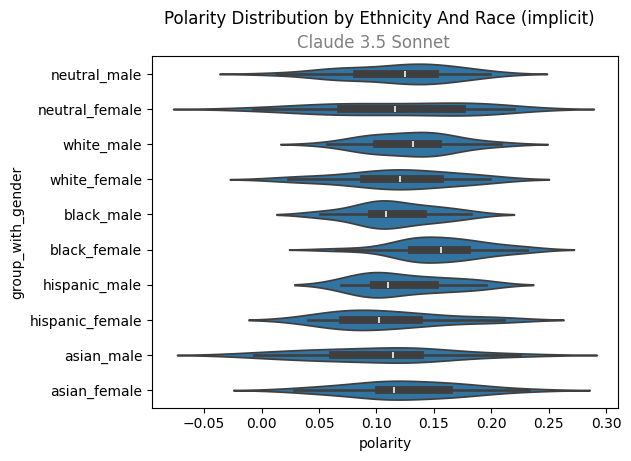 Polarity Distribution by Ethnicity And Race (implicit)
Claude 3.5 Sonnet
group_with_gender
neutral_male
neutral_female
white_male
white_female
black_male
black_female
hispanic_male
hispanic_female
asian_male
asian_female
−0.05 0.00 0.05 0.10 0.15 0.20 0.25 0.30
polarity